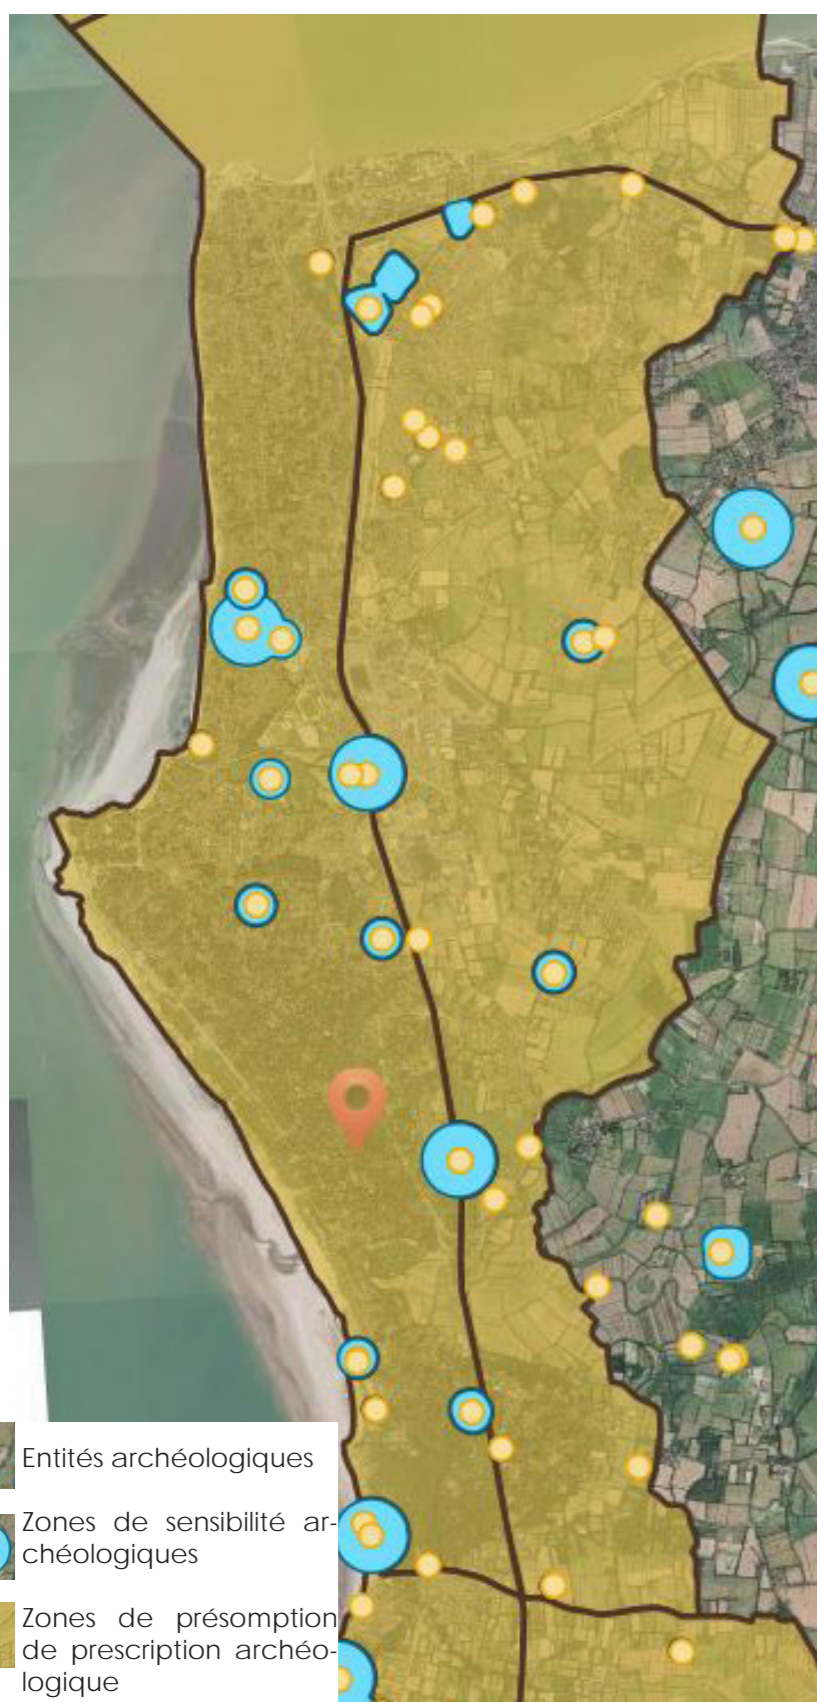 Entités archéologiques
Zones de sensibilité ar-
chéologiques
Zones de présomption
de prescription archéo-
logique